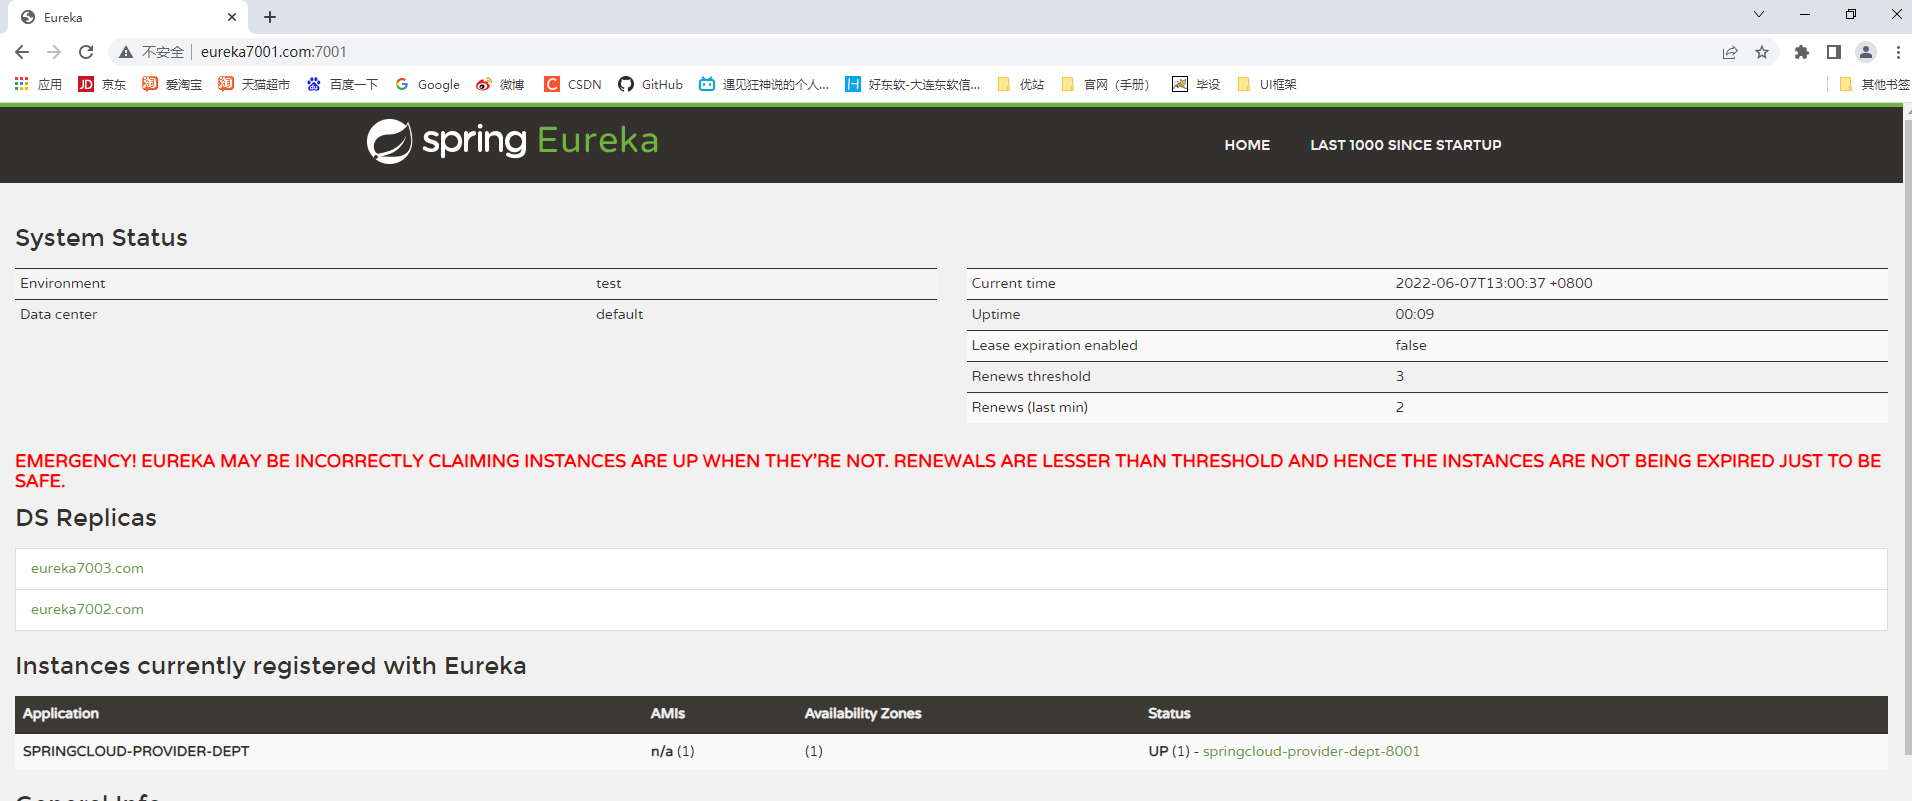 Eureka
不安全 eureka7001.com:7001
应用 京东 爱淘宝 天猫超市 百度一下 Google 微博 CSDN GitHub 遇见狂神说的个人... 好东软-大连东软信... 优站 官网（手册） 毕设 UI框架 其他书签
spring Eureka
HOME LAST 1000 SINCE STARTUP
System Status
Environment test
Data center default
Current time 2022-06-07T13:00:37 +0800
Uptime 00:09
Lease expiration enabled false
Renews threshold 3
Renews (last min) 2
EMERGENCY! EUREKA MAY BE INCORRECTLY CLAIMING INSTANCES ARE UP WHEN THEY'RE NOT. RENEWALS ARE LESSER THAN THRESHOLD AND HENCE THE INSTANCES ARE NOT BEING EXPIRED JUST TO BE
SAFE.
DS Replicas
eureka7003.com
eureka7002.com
Instances currently registered with Eureka
Application AMIs Availability Zones Status
SPRINGCLOUD-PROVIDER-DEPT n/a (1) (1) UP (1) - springcloud-provider-dept-8001
General Info